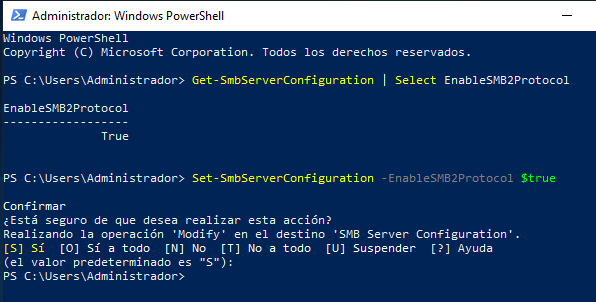 Administrador: Windows PowerShell
Windows PowerShell
Copyright (C) Microsoft Corporation. Todos los derechos reservados.
PS C:\Users\Administrador> Get-SmbServerConfiguration | Select EnableSMB2Protocol
EnableSMB2Protocol
------------------
True
PS C:\Users\Administrador> Set-SmbServerConfiguration -EnableSMB2Protocol $true
Confirmar
¿Está seguro de que desea realizar esta acción?
Realizando la operación 'Modify' en el destino 'SMB Server Configuration'.
[S] Sí  [O] Sí a todo  [N] No  [T] No a todo  [U] Suspender  [?] Ayuda
(el valor predeterminado es "S"):
PS C:\Users\Administrador>